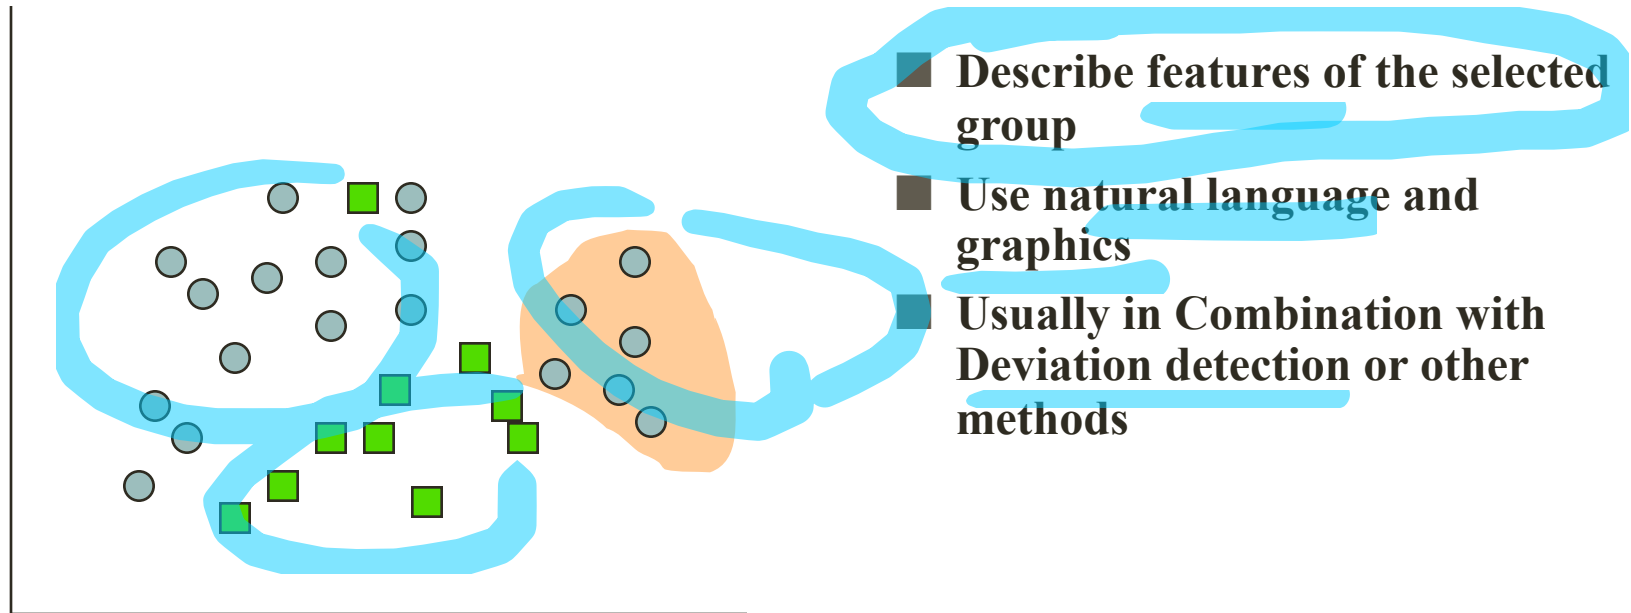 Describe features of the selected
group
Use natural language and
graphics
Usually in Combination with
Deviation detection or other
methods